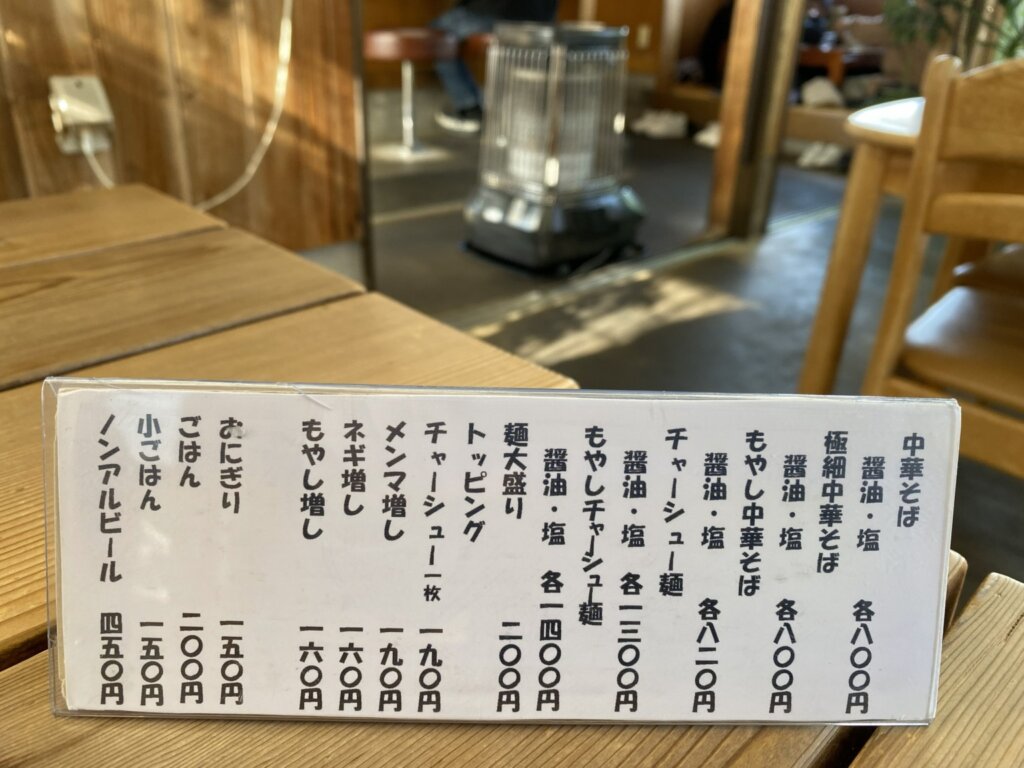 中華そば
醤油・塩 各八〇〇円
極細中華そば
醤油・塩 各八〇〇円
もやし中華そば
醤油・塩 各八二〇円
チャーシュー麺
醤油・塩 各一三〇〇円
もやしチャーシュー麺
醤油・塩 各一四〇〇円
麺大盛り 二〇〇円
トッピング
チャーシュー一枚 一九〇円
メンマ増し 一九〇円
ネギ増し 一六〇円
もやし増し 一六〇円
おにぎり 一五〇円
ごはん 二〇〇円
小ごはん 一五〇円
ノンアルビール 四五〇円